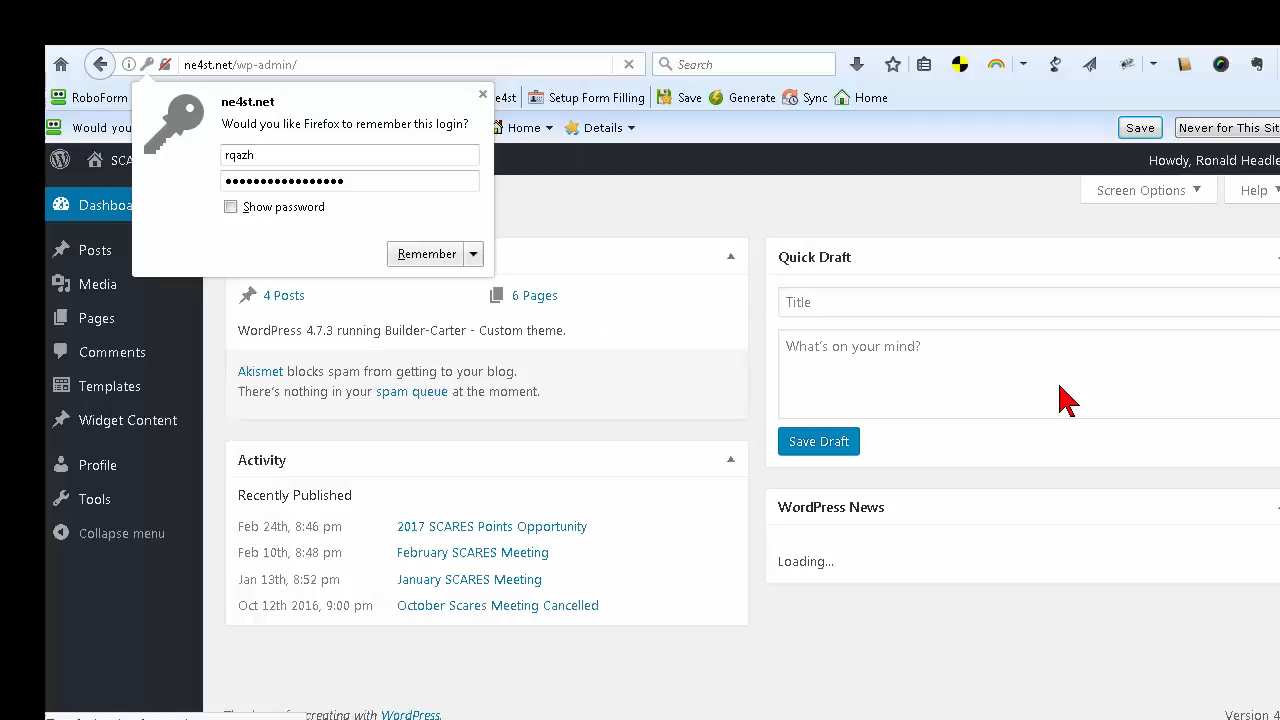 ne4st.net/wp-admin/
Search
RoboForm
e4st
Setup Form Filling
Save
Generate
Sync
Home
Would you
Home
Details
Save
Never for This Si
ne4st.net
Would you like Firefox to remember this login?
rqazh
•••••••••••••••••
Show password
Remember
SCA
Howdy, Ronald Headle
Dashboa
Screen Options
Help
Posts
Media
Pages
Comments
Templates
Widget Content
Profile
Tools
Collapse menu
4 Posts
6 Pages
WordPress 4.7.3 running Builder-Carter - Custom theme.
Akismet blocks spam from getting to your blog.
There's nothing in your spam queue at the moment.
Activity
Recently Published
Feb 24th, 8:46 pm 2017 SCARES Points Opportunity
Feb 10th, 8:48 pm February SCARES Meeting
Jan 13th, 8:52 pm January SCARES Meeting
Oct 12th 2016, 9:00 pm October Scares Meeting Cancelled
Quick Draft
Title
What's on your mind?
Save Draft
WordPress News
Loading...
creating with WordPress.
Version 4